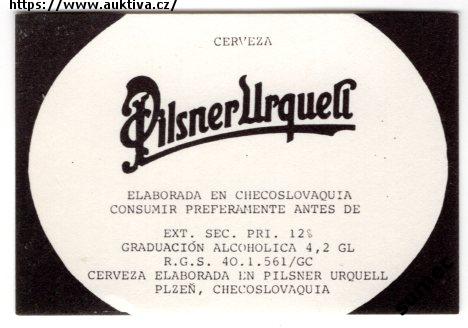 https://www.auktiva.cz/
CERVEZA
Pilsner Urquell
ELABORADA EN CHECOSLOVAQUIA
CONSUMIR PREFERAMENTE ANTES DE
EXT. SEC. PRI. 12%
GRADUACIÓN ALCOHOLICA 4,2 GL
R.G.S. 40.1.561/GC
CERVEZA ELABORADA EN PILSNER URQUELL
PLZEŇ, CHECOSLOVAQUIA